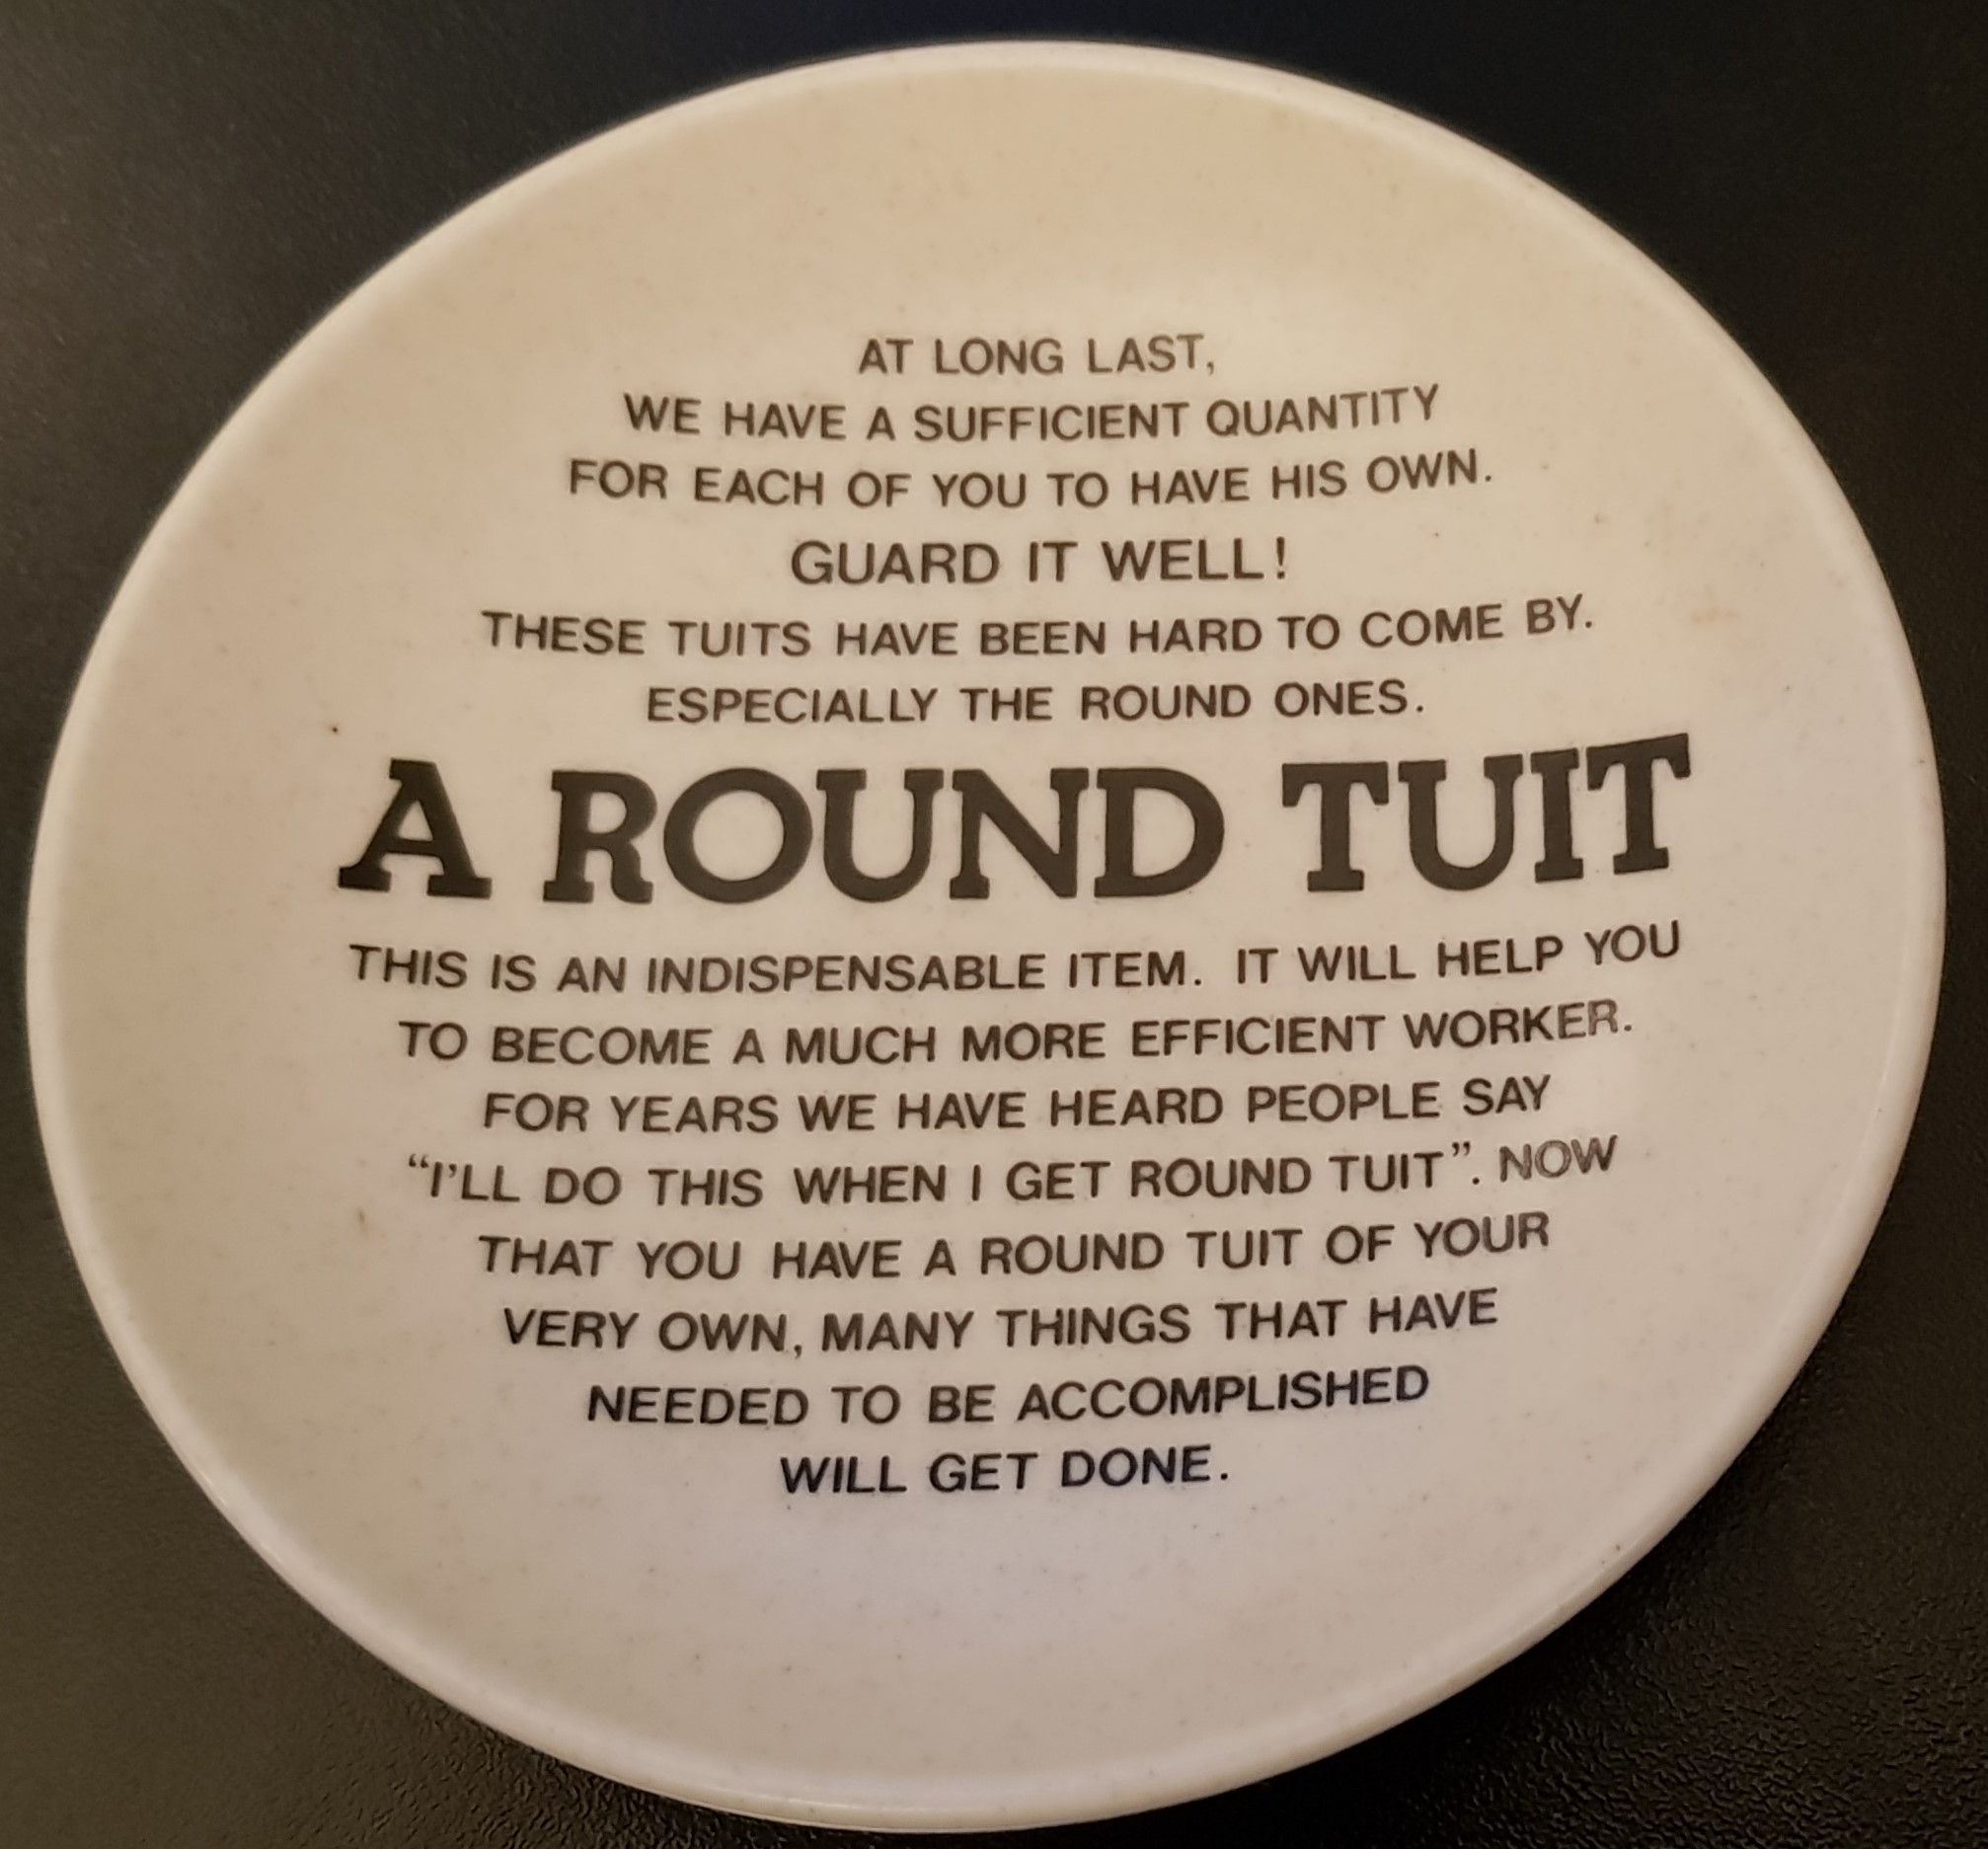 AT LONG LAST,
WE HAVE A SUFFICIENT QUANTITY
FOR EACH OF YOU TO HAVE HIS OWN.
GUARD IT WELL!
THESE TUITS HAVE BEEN HARD TO COME BY.
ESPECIALLY THE ROUND ONES.
A ROUND TUIT
THIS IS AN INDISPENSABLE ITEM. IT WILL HELP YOU
TO BECOME A MUCH MORE EFFICIENT WORKER.
FOR YEARS WE HAVE HEARD PEOPLE SAY
“I'LL DO THIS WHEN I GET ROUND TUIT”. NOW
THAT YOU HAVE A ROUND TUIT OF YOUR
VERY OWN, MANY THINGS THAT HAVE
NEEDED TO BE ACCOMPLISHED
WILL GET DONE.